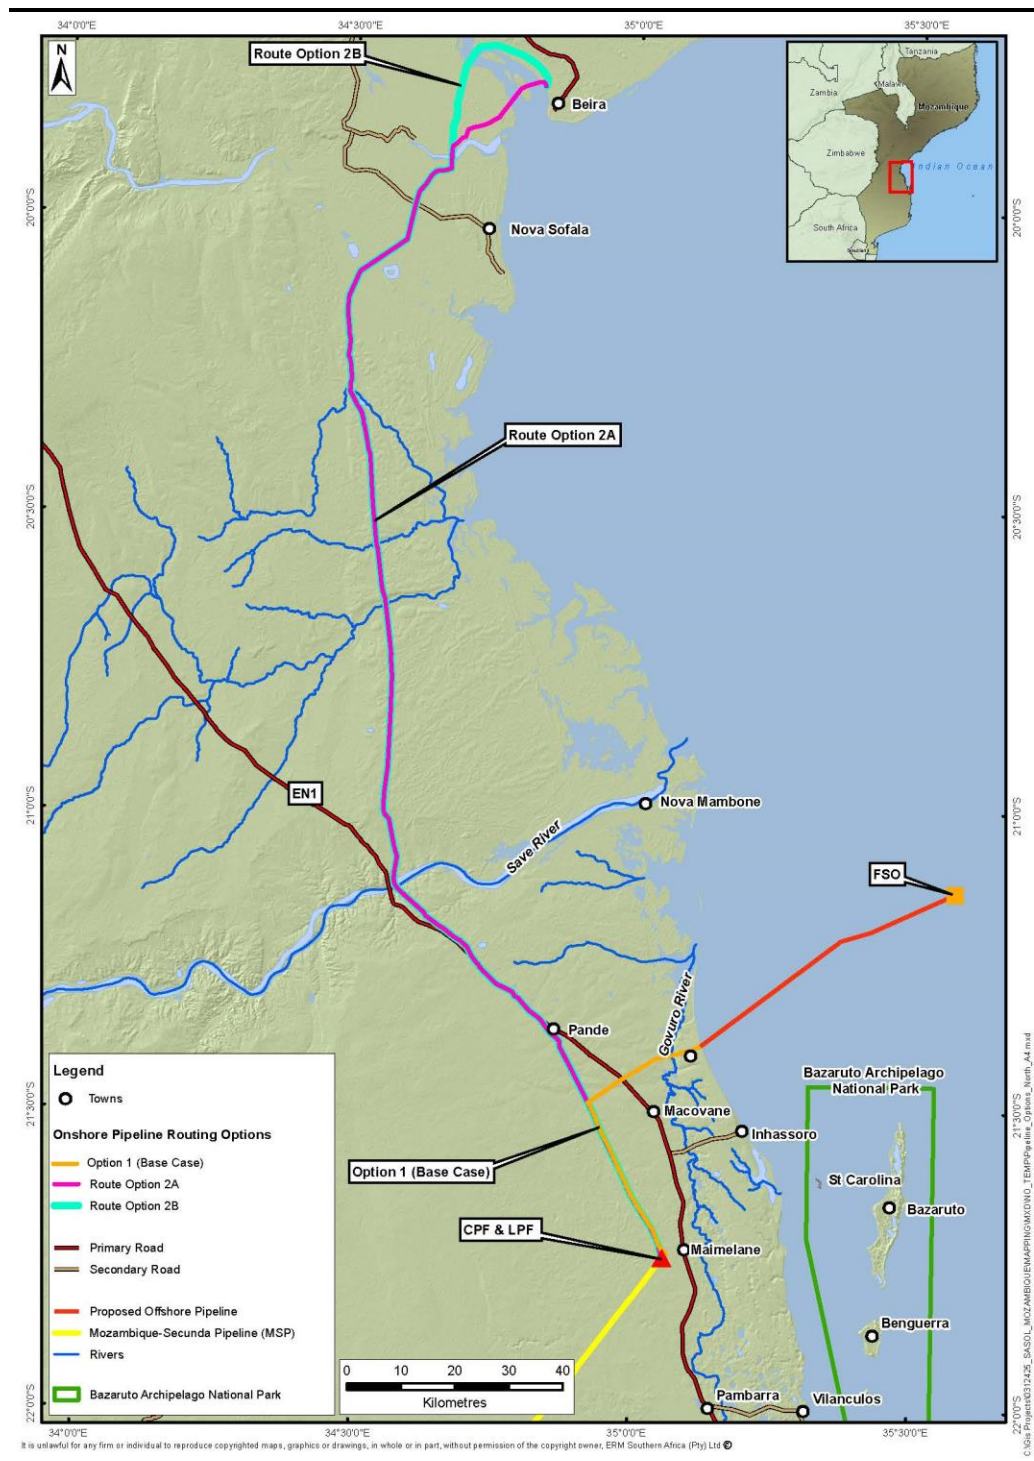 34°0'0"E
34°30'0"E
35°0'0"E
35°30'0"E
N
Route Option 2B
Beira
Tanzania
Malawi
Zambia
Mozambique
Zimbabwe
Indian Ocean
South Africa
20°0'0"S
20°0'0"S
Nova Sofala
Route Option 2A
20°30'0"S
20°30'0"S
EN1
21°0'0"S
21°0'0"S
Nova Mambone
Save River
FSO
Govuro River
Pande
Bazaruto Archipelago
National Park
21°30'0"S
21°30'0"S
Macovane
Inhassoro
Option 1 (Base Case)
St Carolina
Bazaruto
CPF & LPF
Maimelane
Benguerra
Pambarra
Vilanculos
22°0'0"S
22°0'0"S
Legend
Towns
Onshore Pipeline Routing Options
Option 1 (Base Case)
Route Option 2A
Route Option 2B
Primary Road
Secondary Road
Proposed Offshore Pipeline
Mozambique-Secunda Pipeline (MSP)
Rivers
Bazaruto Archipelago National Park
0 10 20 30 40
Kilometres
34°0'0"E
34°30'0"E
35°0'0"E
35°30'0"E
It is unlawful for any firm or individual to reproduce copyrighted maps, graphics or drawings, in whole or in part, without permission of the copyright owner, ERM Southern Africa (Pty) Ltd ©